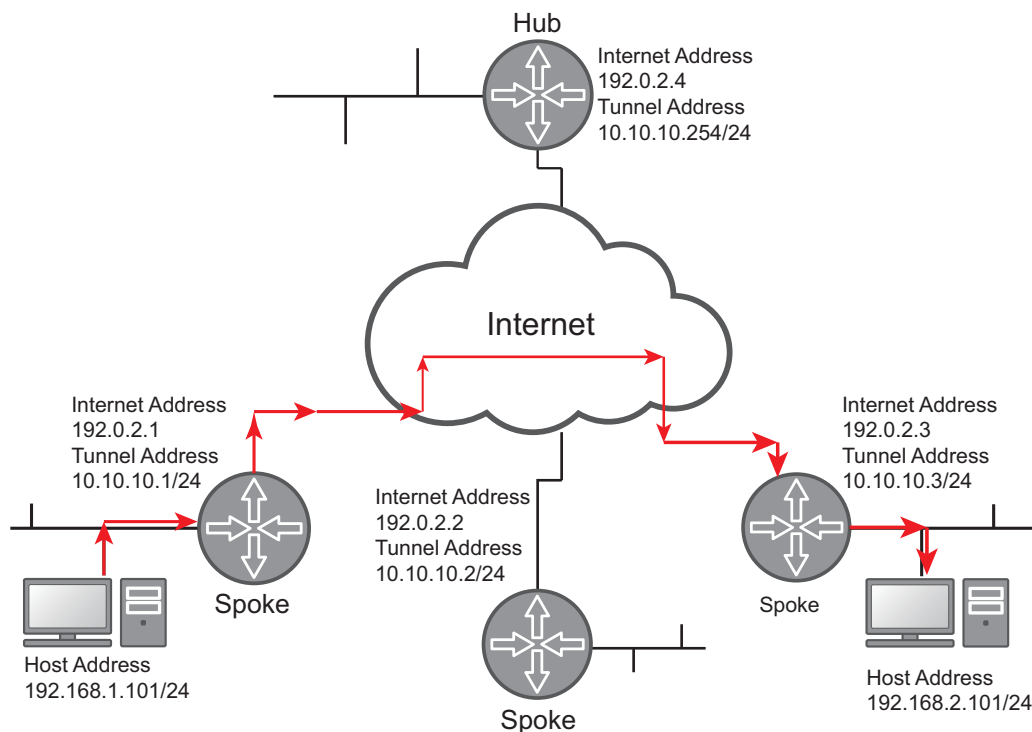 Hub
Internet Address
192.0.2.4
Tunnel Address
10.10.10.254/24
Internet
Internet Address
192.0.2.1
Tunnel Address
10.10.10.1/24
Spoke
Host Address
192.168.1.101/24
Internet Address
192.0.2.2
Tunnel Address
10.10.10.2/24
Spoke
Internet Address
192.0.2.3
Tunnel Address
10.10.10.3/24
Spoke
Host Address
192.168.2.101/24